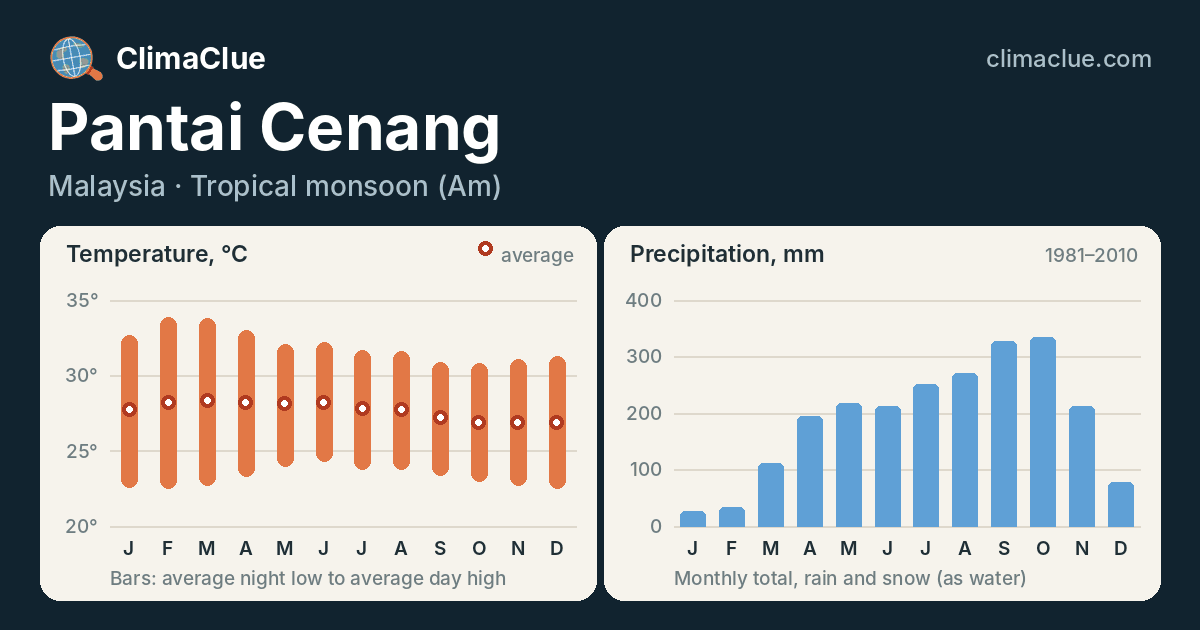 ClimaClue
climaclue.com
Pantai Cenang
Malaysia · Tropical monsoon (Am)
Temperature, °C
average
35°
30°
25°
20°
J F M A M J J A S O N D
Bars: average night low to average day high
Precipitation, mm
1981–2010
400
300
200
100
0
J F M A M J J A S O N D
Monthly total, rain and snow (as water)